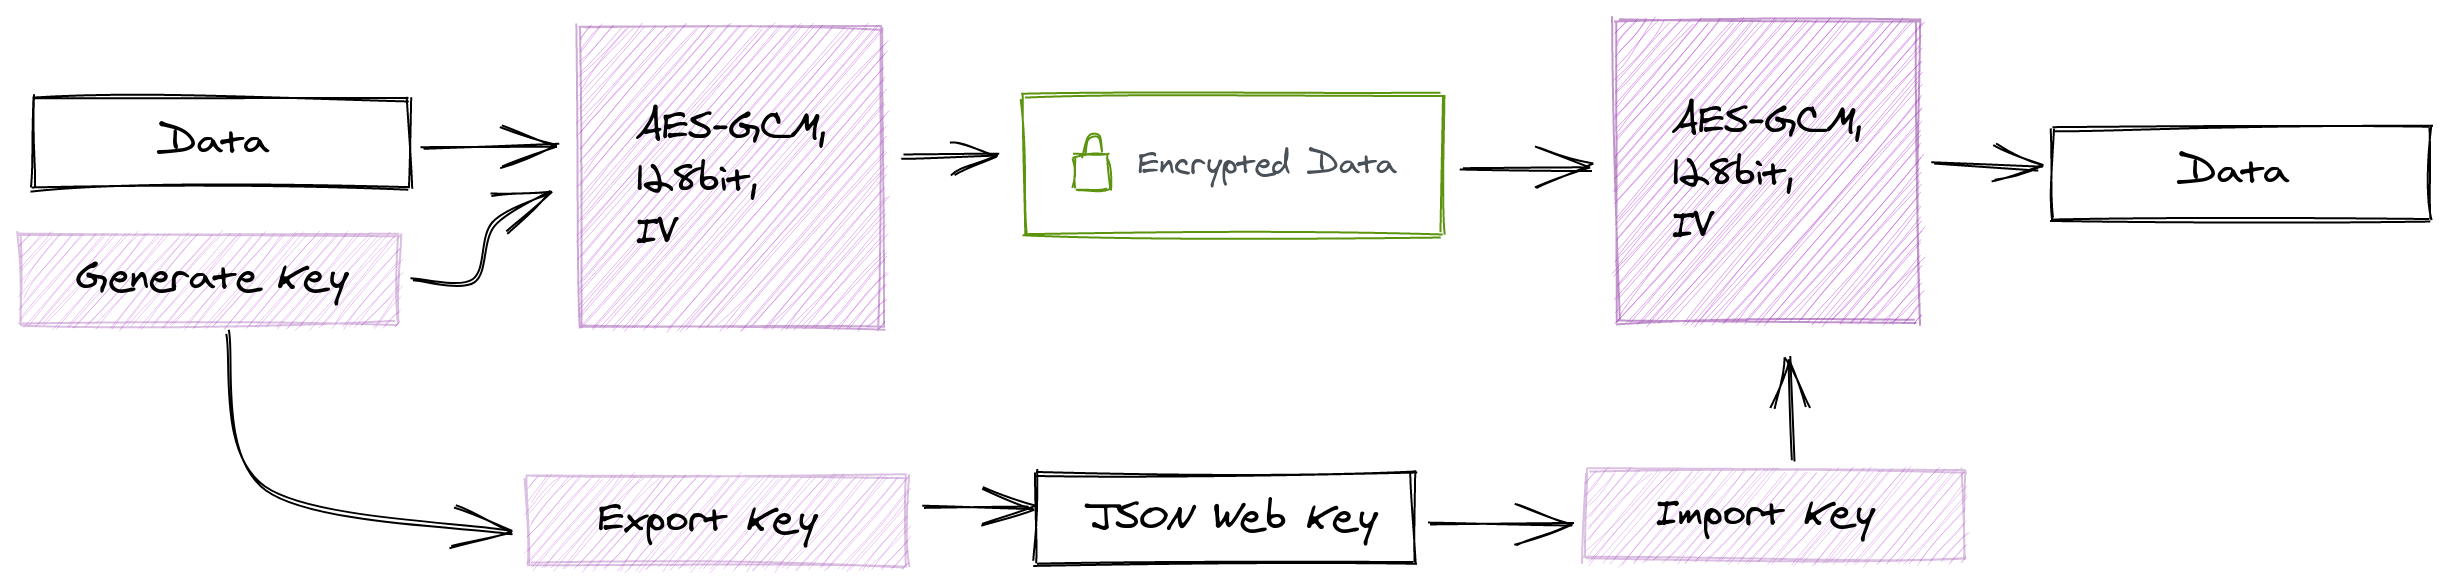 Data
Generate Key
AES-GCM,
128bit,
IV
Encrypted Data
AES-GCM,
128bit,
IV
Data
Export Key
JSON Web Key
Import Key